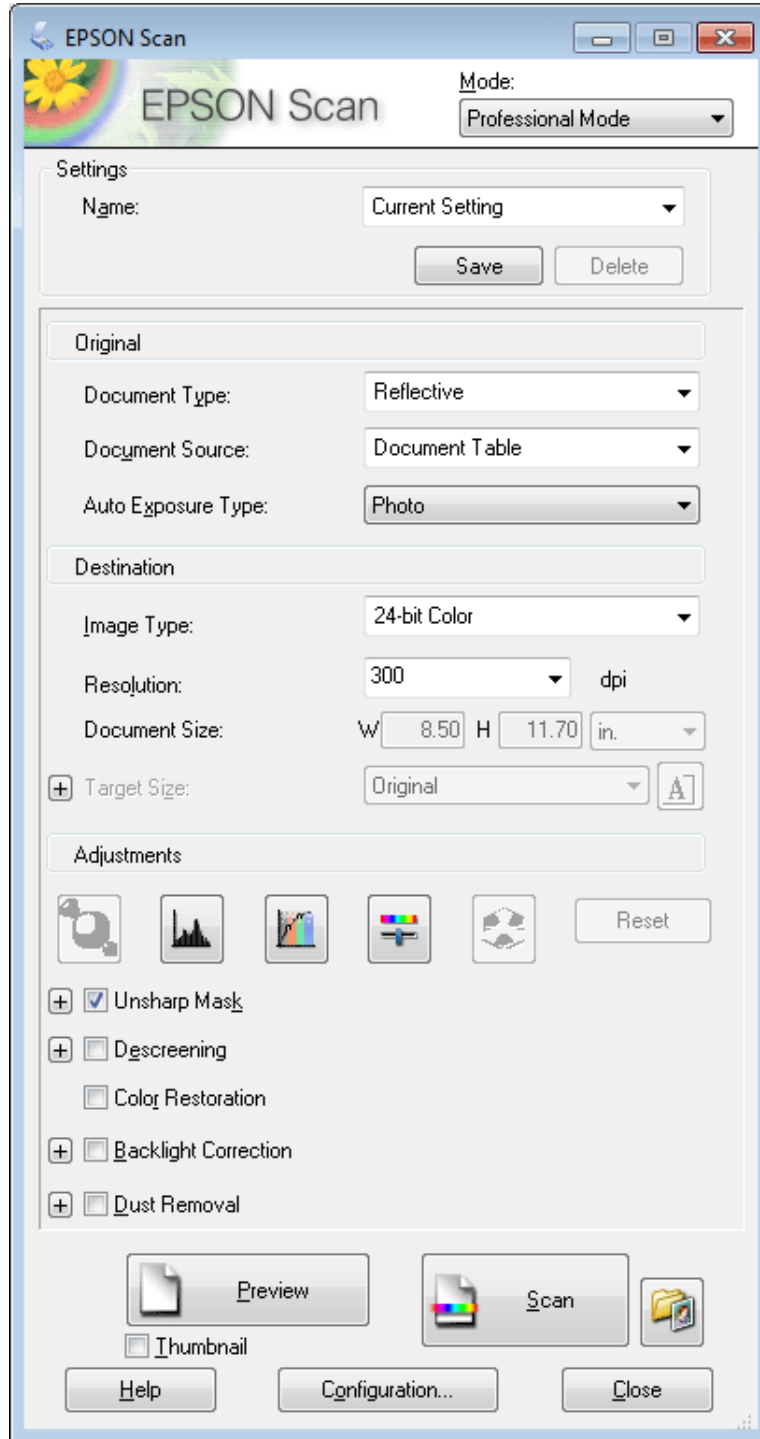 EPSON Scan
EPSON Scan
Mode:
Professional Mode
Settings
Name: Current Setting
Save Delete
Original
Document Type: Reflective
Document Source: Document Table
Auto Exposure Type: Photo
Destination
Image Type: 24-bit Color
Resolution: 300 dpi
Document Size: W 8.50 H 11.70 in.
Target Size: Original A
Adjustments
Reset
Unsharp Mask
Descreening
Color Restoration
Backlight Correction
Dust Removal
Preview Scan
Thumbnail
Help Configuration... Close